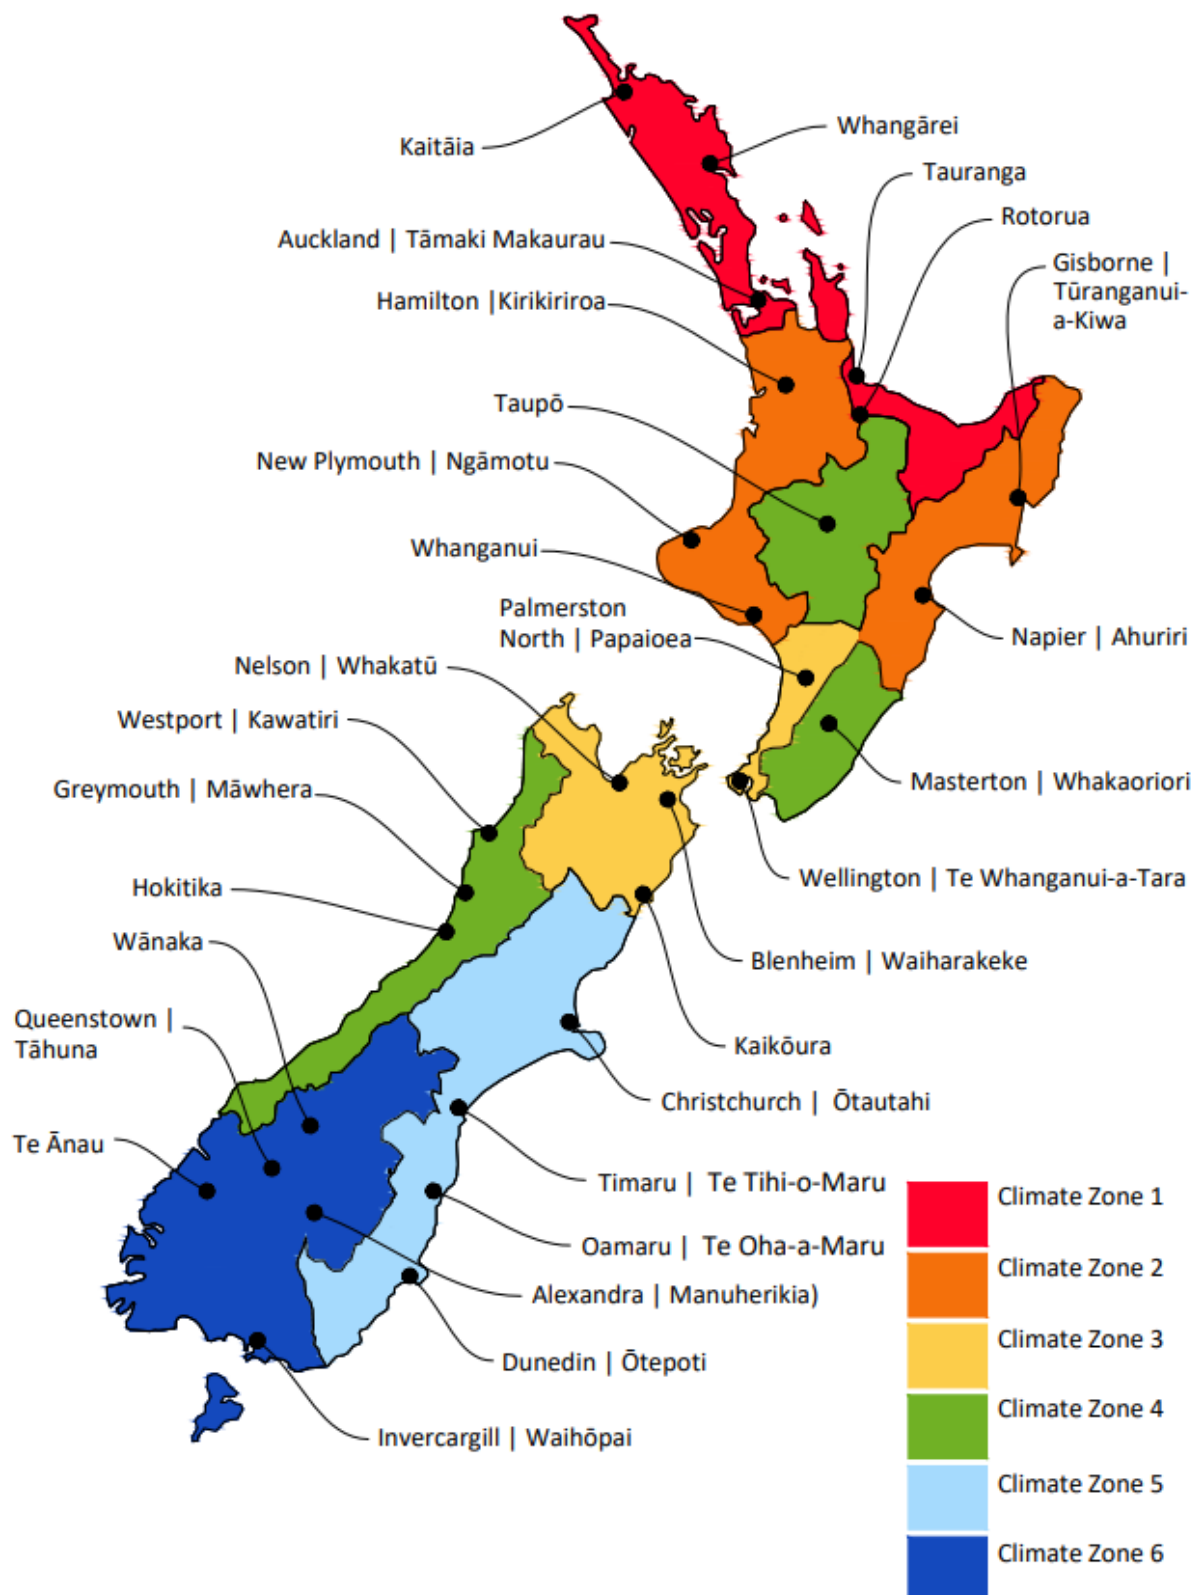 Kaitāia
Whangārei
Tauranga
Rotorua
Auckland | Tāmaki Makaurau
Gisborne |
Tūranganui-
a-Kiwa
Hamilton |Kirikiriroa
Taupō
New Plymouth | Ngāmotu
Whanganui
Palmerston
North | Papaioea
Napier | Ahuriri
Nelson | Whakatū
Westport | Kawatiri
Greymouth | Māwhera
Masterton | Whakaoriori
Hokitika
Wellington | Te Whanganui-a-Tara
Wānaka
Blenheim | Waiharakeke
Queenstown |
Tāhuna
Kaikōura
Christchurch | Ōtautahi
Te Ānau
Timaru | Te Tihi-o-Maru
Oamaru | Te Oha-a-Maru
Alexandra | Manuherikia)
Dunedin | Ōtepoti
Invercargill | Waihōpai
Climate Zone 1
Climate Zone 2
Climate Zone 3
Climate Zone 4
Climate Zone 5
Climate Zone 6